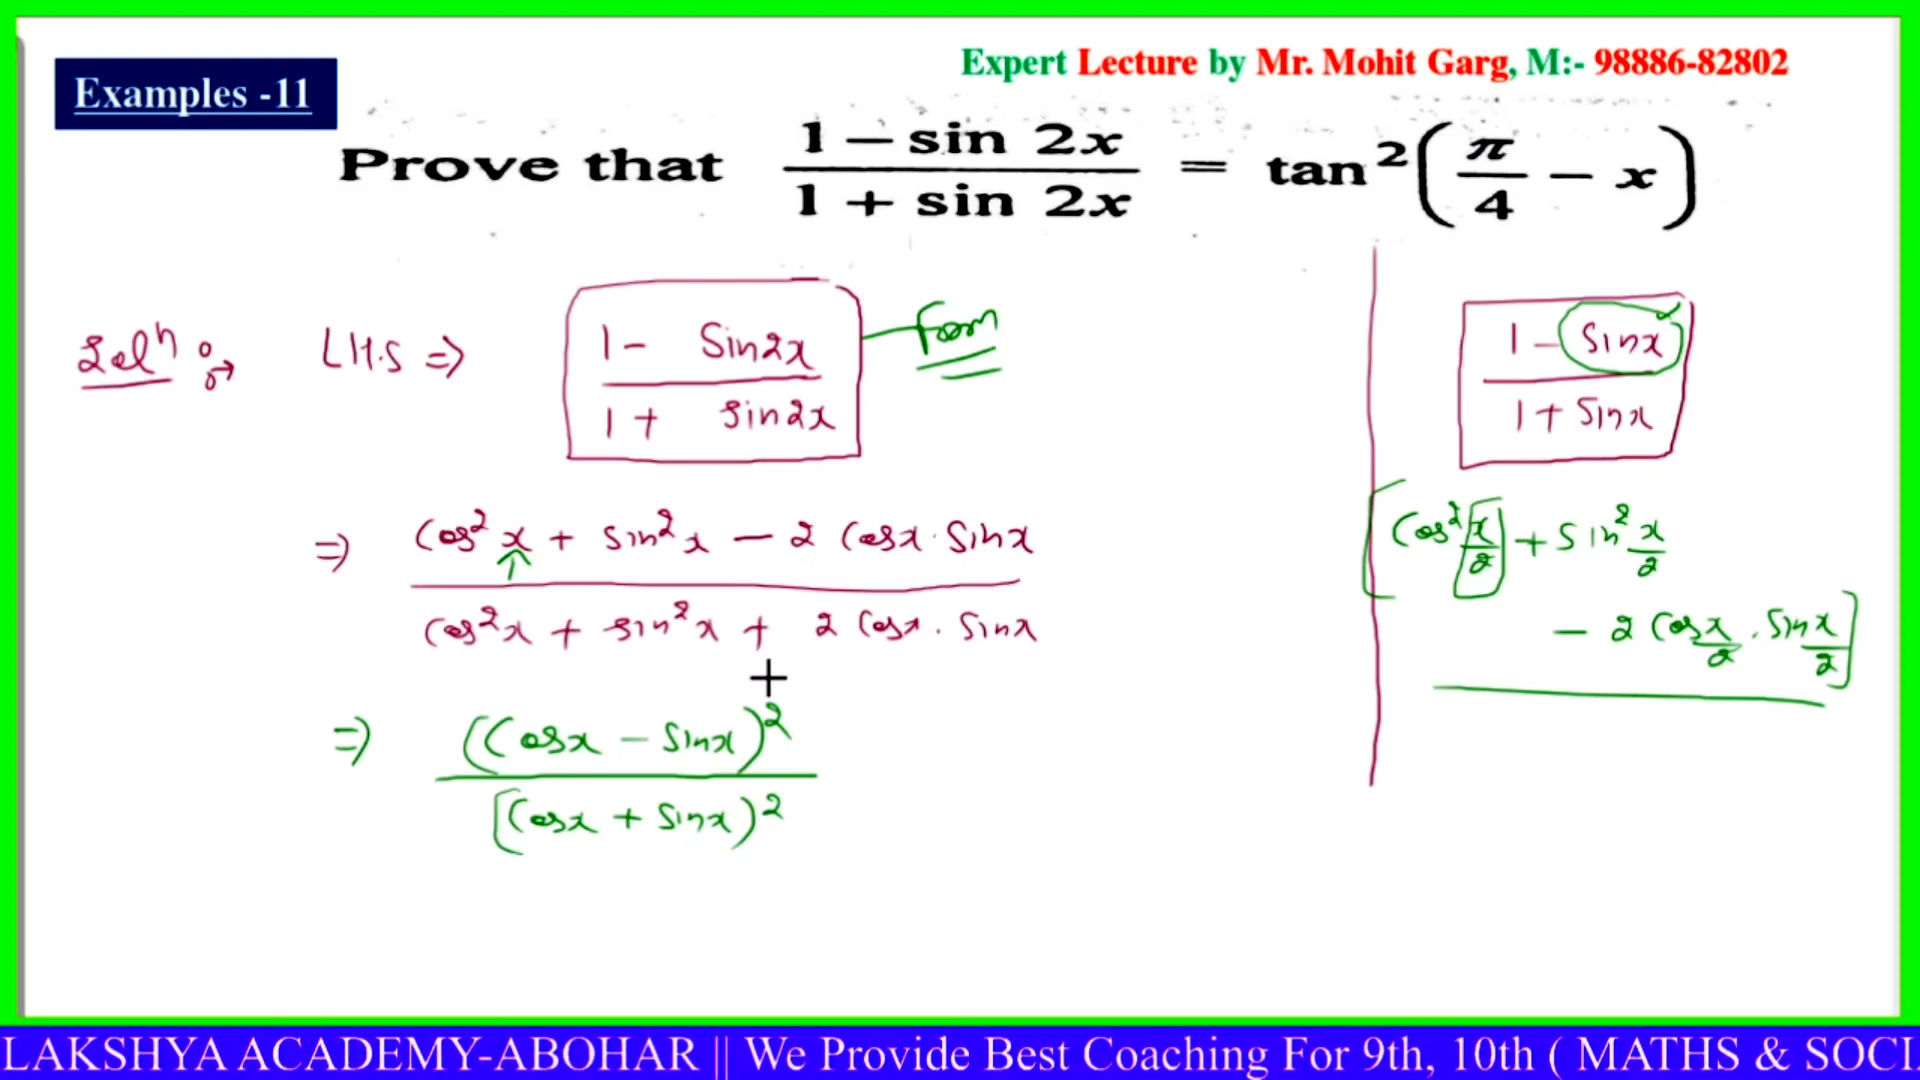 Expert Lecture by Mr. Mohit Garg, M:- 98886-82802
Examples -11
Prove that (1 − sin 2x)/(1 + sin 2x) = tan²(π/4 − x)
Solⁿ :→ LH.S => (1 - Sin2x)/(1 + Sin2x) Form
=> (Cos²x + Sin²x − 2 Cosx · Sinx)/(Cos²x + Sin²x + 2 Cosx . Sinx)
=> ((Cosx − Sinx)²/[(Cosx + Sinx)²
(1 − Sinx)/(1 + Sinx)
[Cos² x/2 + Sin² x/2
− 2 Cos x/2 . Sin x/2]
LAKSHYA ACADEMY-ABOHAR || We Provide Best Coaching For 9th, 10th ( MATHS & SOCI